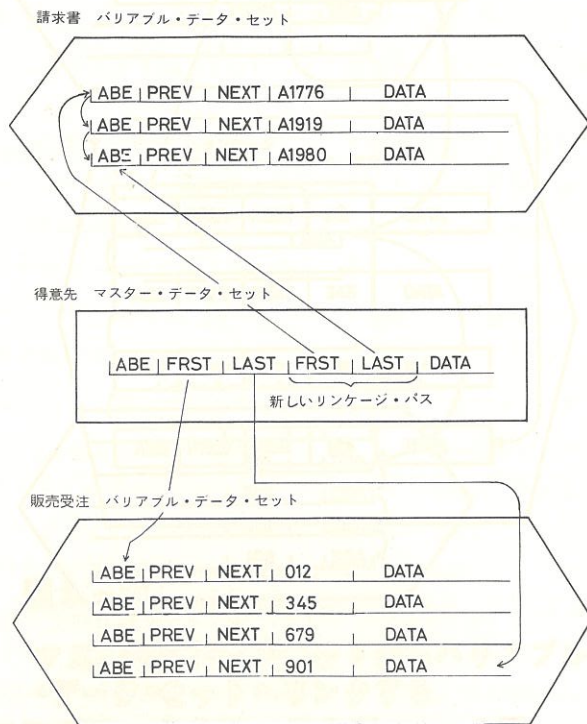 請求書 バリアブル・データ・セット
ABE PREV NEXT A1776 DATA
ABE PREV NEXT A1919 DATA
ABE PREV NEXT A1980 DATA
得意先 マスター・データ・セット
ABE FRST LAST FRST LAST DATA
新しいリンケージ・パス
販売受注 バリアブル・データ・セット
ABE PREV NEXT 012 DATA
ABE PREV NEXT 345 DATA
ABE PREV NEXT 679 DATA
ABE PREV NEXT 901 DATA